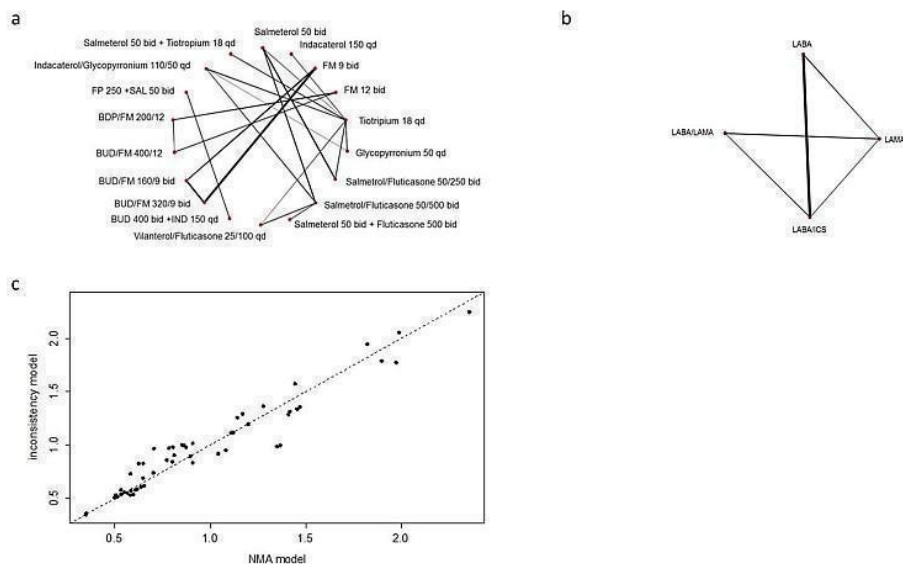 a
b
Salmeterol 50 bid
Salmeterol 50 bid + Tiotropium 18 qd
Indacaterol 150 qd
Indacaterol/Glycopyrronium 110/50 qd
FM 9 bid
FP 250 +SAL 50 bid
FM 12 bid
BDP/FM 200/12
Tiotripium 18 qd
BUD/FM 400/12
Glycopyrronium 50 qd
BUD/FM 160/9 bid
Salmetrol/Fluticasone 50/250 bid
BUD/FM 320/9 bid
Salmetrol/Fluticasone 50/500 bid
BUD 400 bid +IND 150 qd
Salmeterol 50 bid + Fluticasone 500 bid
Vilanterol/Fluticasone 25/100 qd
LABA
LABA/LAMA
LAMA
LABA/ICS
c
inconsistency model
2.0
1.5
1.0
0.5
0.5 1.0 1.5 2.0
NMA model